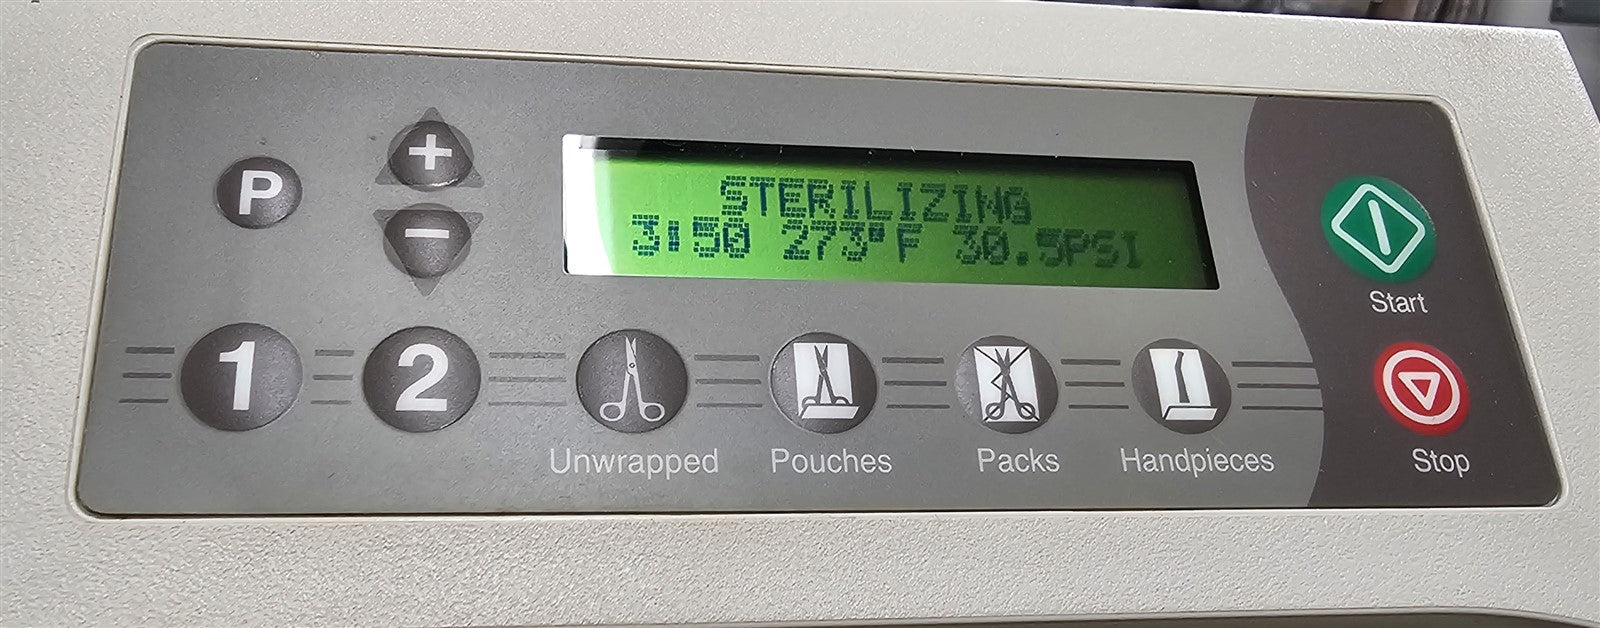 P
+
−
STERILIZING
3:50 273°F 30.5PSI
Start
1
2
Unwrapped
Pouches
Packs
Handpieces
Stop